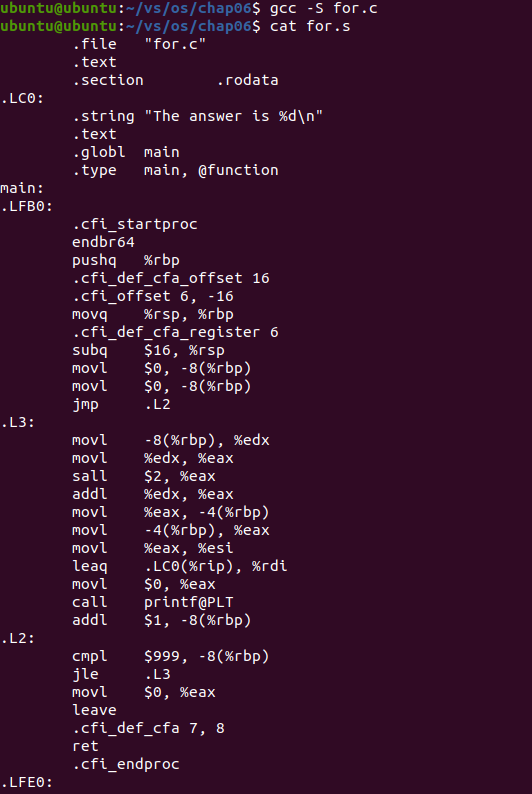 ubuntu@ubuntu:~/vs/os/chap06$ gcc -S for.c
ubuntu@ubuntu:~/vs/os/chap06$ cat for.s
        .file   "for.c"
        .text
        .section        .rodata
.LC0:
        .string "The answer is %d\n"
        .text
        .globl  main
        .type   main, @function
main:
.LFB0:
        .cfi_startproc
        endbr64
        pushq   %rbp
        .cfi_def_cfa_offset 16
        .cfi_offset 6, -16
        movq    %rsp, %rbp
        .cfi_def_cfa_register 6
        subq    $16, %rsp
        movl    $0, -8(%rbp)
        movl    $0, -8(%rbp)
        jmp     .L2
.L3:
        movl    -8(%rbp), %edx
        movl    %edx, %eax
        sall    $2, %eax
        addl    %edx, %eax
        movl    %eax, -4(%rbp)
        movl    -4(%rbp), %eax
        movl    %eax, %esi
        leaq    .LC0(%rip), %rdi
        movl    $0, %eax
        call    printf@PLT
        addl    $1, -8(%rbp)
.L2:
        cmpl    $999, -8(%rbp)
        jle     .L3
        movl    $0, %eax
        leave
        .cfi_def_cfa 7, 8
        ret
        .cfi_endproc
.LFE0: